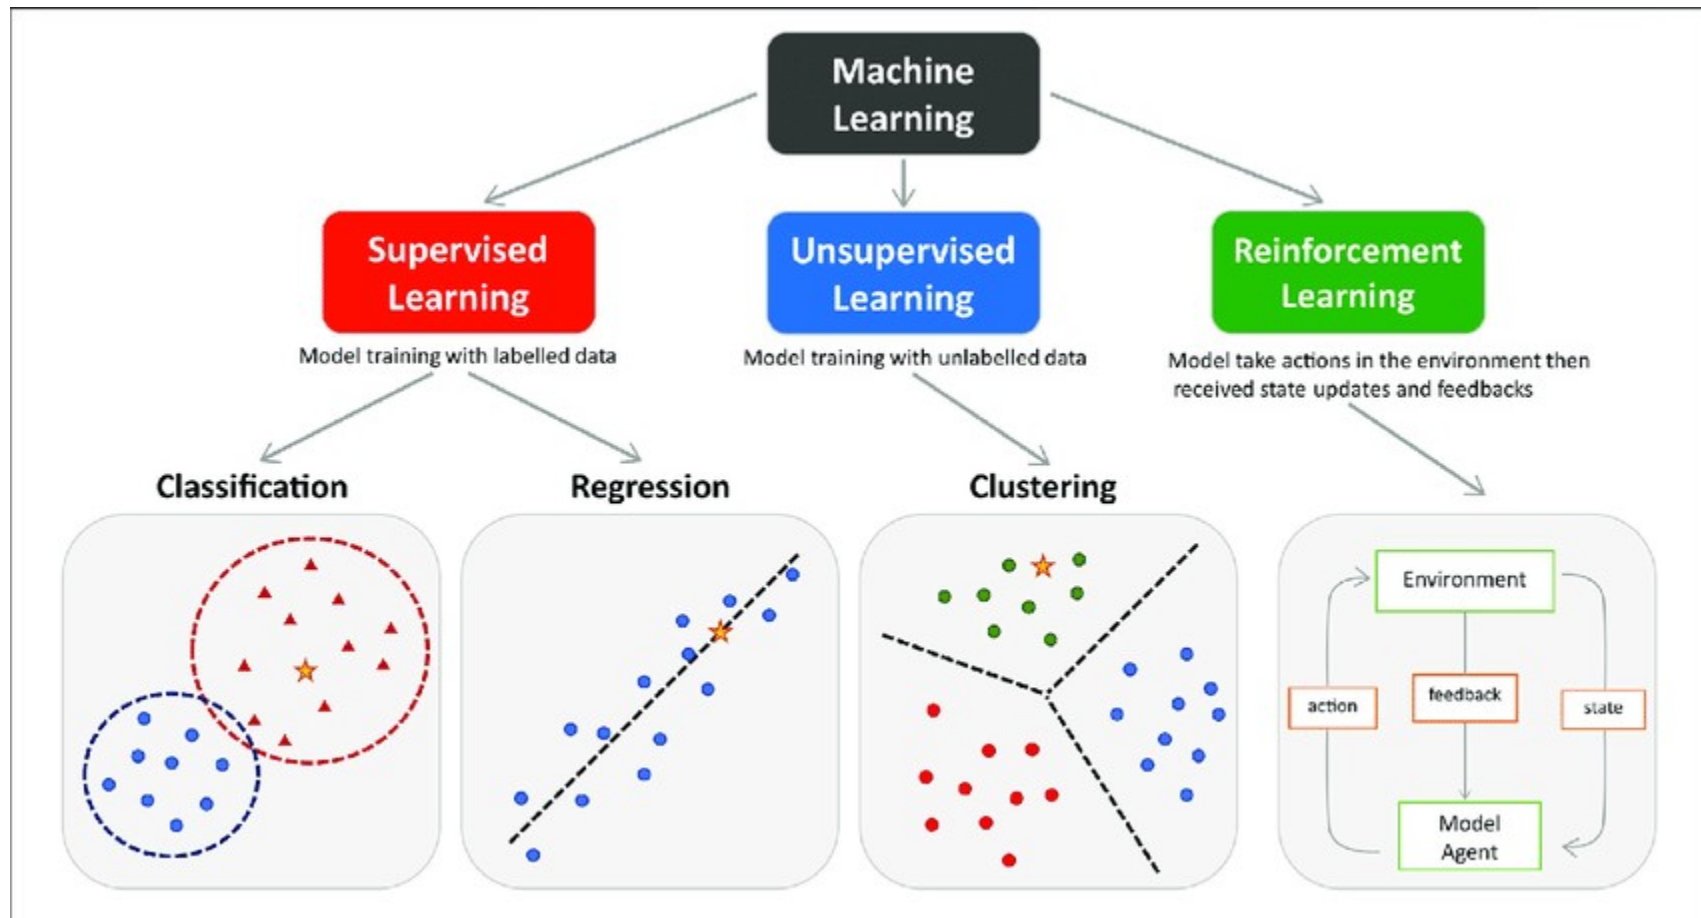 Machine
Learning
Supervised
Learning
Unsupervised
Learning
Reinforcement
Learning
Model training with labelled data
Model training with unlabelled data
Model take actions in the environment then
received state updates and feedbacks
Classification
Regression
Clustering
Environment
action
feedback
state
Model
Agent